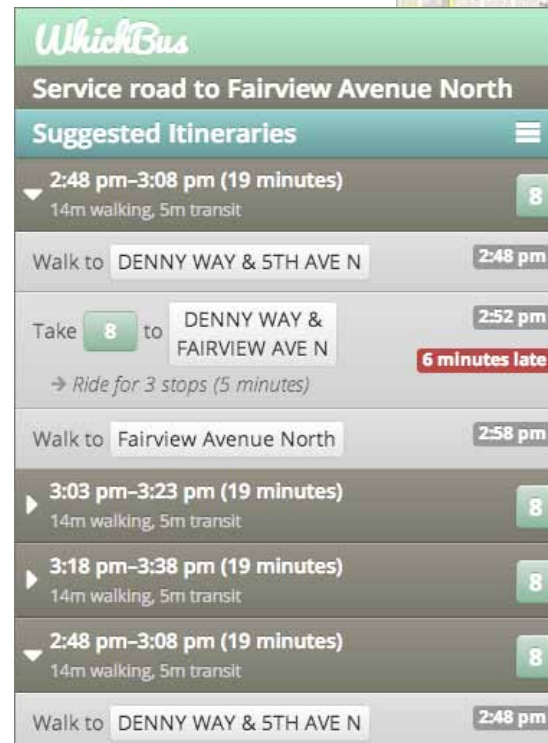 WhichBus
Service road to Fairview Avenue North
Suggested Itineraries
2:48 pm–3:08 pm (19 minutes)
8
14m walking, 5m transit
Walk to DENNY WAY & 5TH AVE N 2:48 pm
Take 8 to DENNY WAY &
FAIRVIEW AVE N
2:52 pm
6 minutes late
→ Ride for 3 stops (5 minutes)
Walk to Fairview Avenue North 2:58 pm
3:03 pm–3:23 pm (19 minutes)
8
14m walking, 5m transit
3:18 pm–3:38 pm (19 minutes)
8
14m walking, 5m transit
2:48 pm–3:08 pm (19 minutes)
8
14m walking, 5m transit
Walk to DENNY WAY & 5TH AVE N 2:48 pm